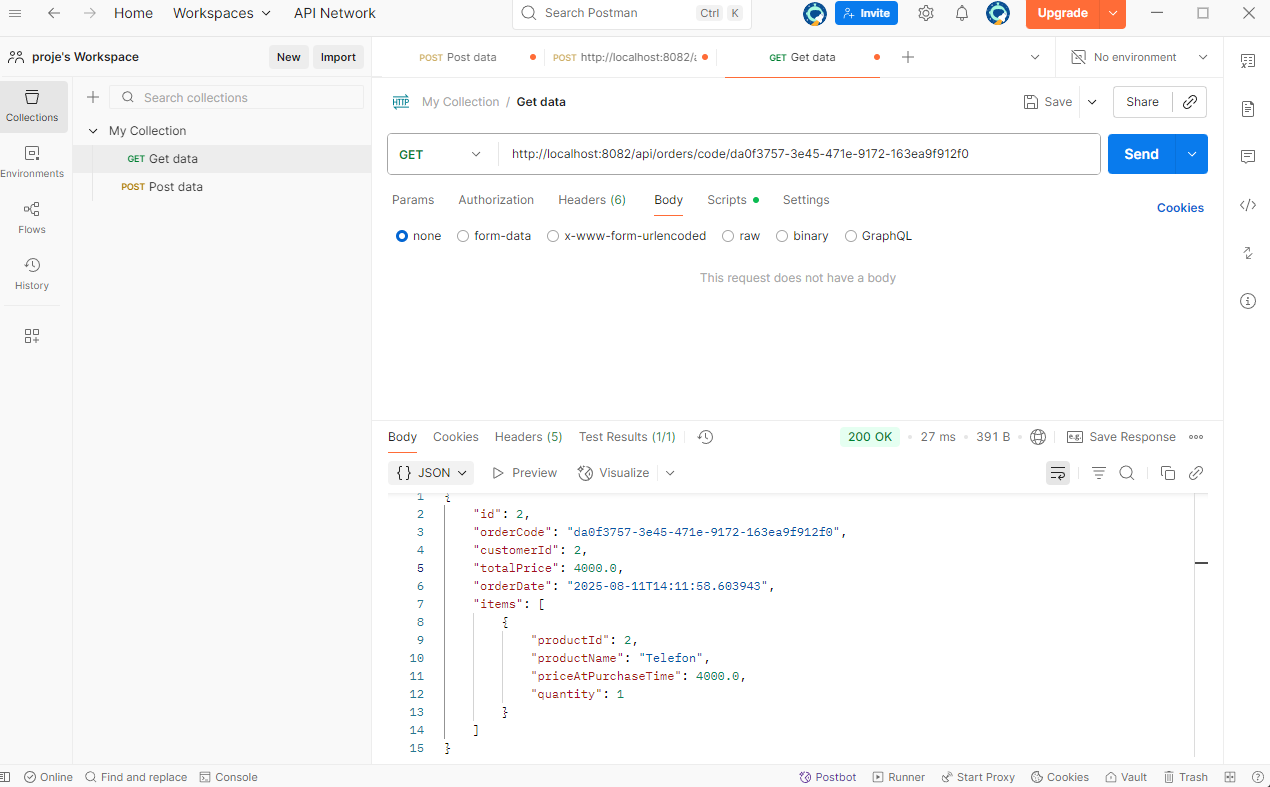 Home Workspaces API Network Search Postman Ctrl K Invite Upgrade
proje's Workspace New Import POST Post data POST http://localhost:8082/a GET Get data No environment
Collections
Environments
Flows
History
Search collections
My Collection
GET Get data
POST Post data
HTTP My Collection / Get data Save Share
GET http://localhost:8082/api/orders/code/da0f3757-3e45-471e-9172-163ea9f912f0 Send
Params Authorization Headers (6) Body Scripts Settings Cookies
none form-data x-www-form-urlencoded raw binary GraphQL
This request does not have a body
Body Cookies Headers (5) Test Results (1/1) 200 OK 27 ms 391 B e.g. Save Response
{} JSON Preview Visualize
1 {
2 "id": 2,
3 "orderCode": "da0f3757-3e45-471e-9172-163ea9f912f0",
4 "customerId": 2,
5 "totalPrice": 4000.0,
6 "orderDate": "2025-08-11T14:11:58.603943",
7 "items": [
8 {
9 "productId": 2,
10 "productName": "Telefon",
11 "priceAtPurchaseTime": 4000.0,
12 "quantity": 1
13 }
14 ]
15 }
Online Find and replace Console Postbot Runner Start Proxy Cookies Vault Trash